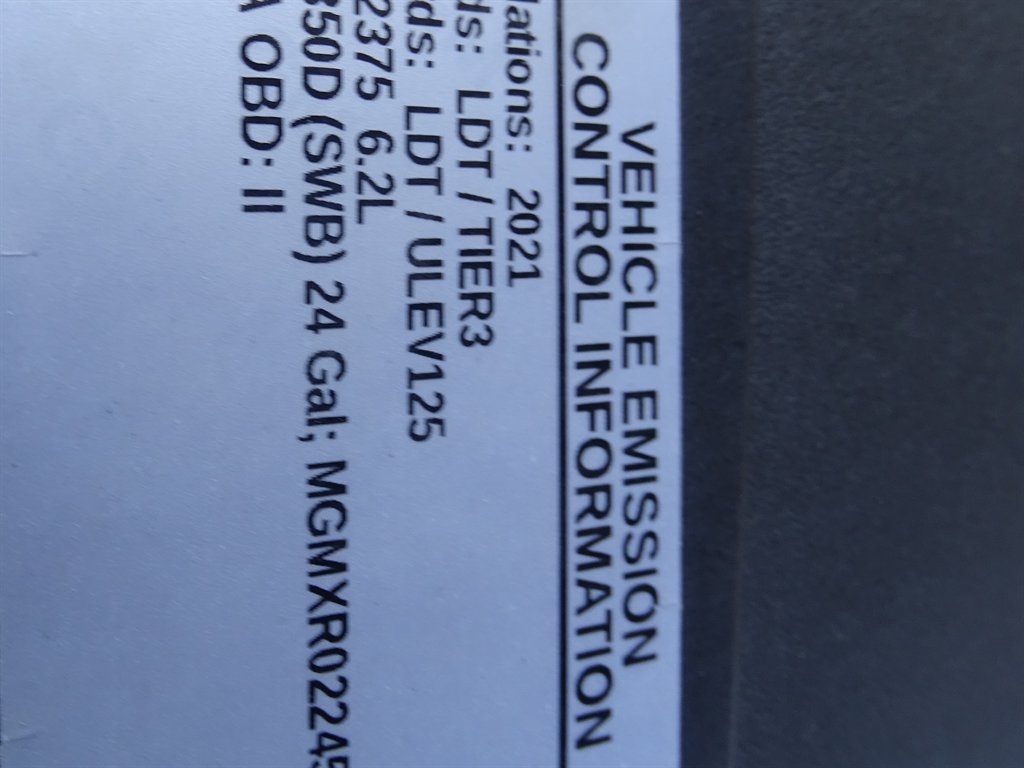 VEHICLE EMISSION
CONTROL INFORMATION
lations: 2021
ds: LDT / TIER3
ds: LDT / ULEV125
2375 6.2L
350D (SWB) 24 Gal; MGMXR02245
A OBD: II